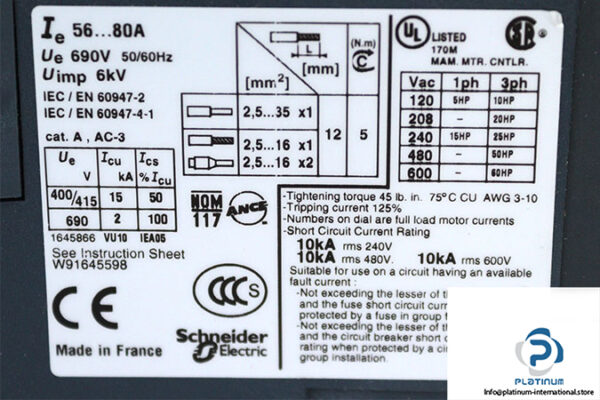 Ie 56...80A
Ue 690V 50/60Hz
Uimp 6kV
IEC / EN 60947-2
IEC / EN 60947-4-1
cat. A , AC-3
Ue Icu Ics
V kA % Icu
400/415 15 50
690 2 100
1645866 VU10 IEA05
See Instruction Sheet
W91645598
CE
Made in France
L
[mm²] [mm] (N.m) C
2,5...35 x1
2,5...16 x1
2,5...16 x2
12 5
NOM
117
ANCE
CCC S
Schneider
Electric
UL LISTED
170M
MAM. MTR. CNTLR.
Vac 1ph 3ph
120 5HP 10HP
208 - 20HP
240 15HP 25HP
480 - 50HP
600 - 60HP
-Tightening torque 45 lb. in. 75°C CU AWG 3-10
-Tripping current 125%
-Numbers on dial are full load motor currents
-Short Circuit Current Rating
10kA rms 240V
10kA rms 480V. 10kA rms 600V
Suitable for use on a circuit having an available
fault current :
-Not exceeding the lesser of
and the fuse short circuit
protected by a fuse in group
-Not exceeding the lesser of
and the circuit breaker short
rating when protected by a
group installation.
PLATINUM
INTERNATIONAL
Info@platinum-international.store